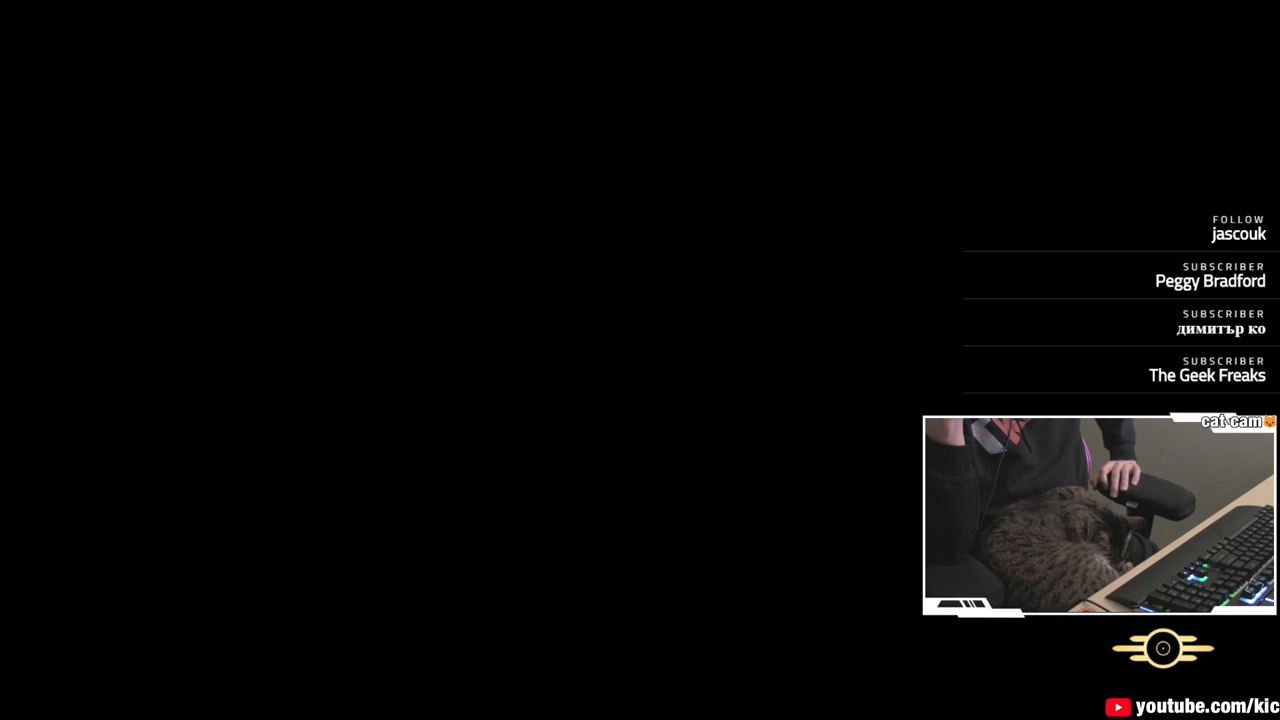 FOLLOW
jascouk
SUBSCRIBER
Peggy Bradford
SUBSCRIBER
димитър ко
SUBSCRIBER
The Geek Freaks
cat cam
youtube.com/kic